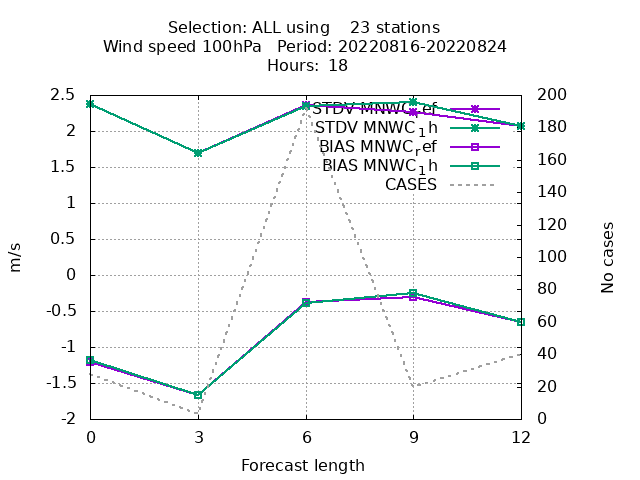 Selection: ALL using 23 stations
Wind speed 100hPa Period: 20220816-20220824
Hours: 18
2.5
2
1.5
1
0.5
0
-0.5
-1
-1.5
-2
m/s
200
180
160
140
120
100
80
60
40
20
0
No cases
STDV MNWC_ref
STDV MNWC_1h
BIAS MNWC_ref
BIAS MNWC_1h
CASES
0 3 6 9 12
Forecast length